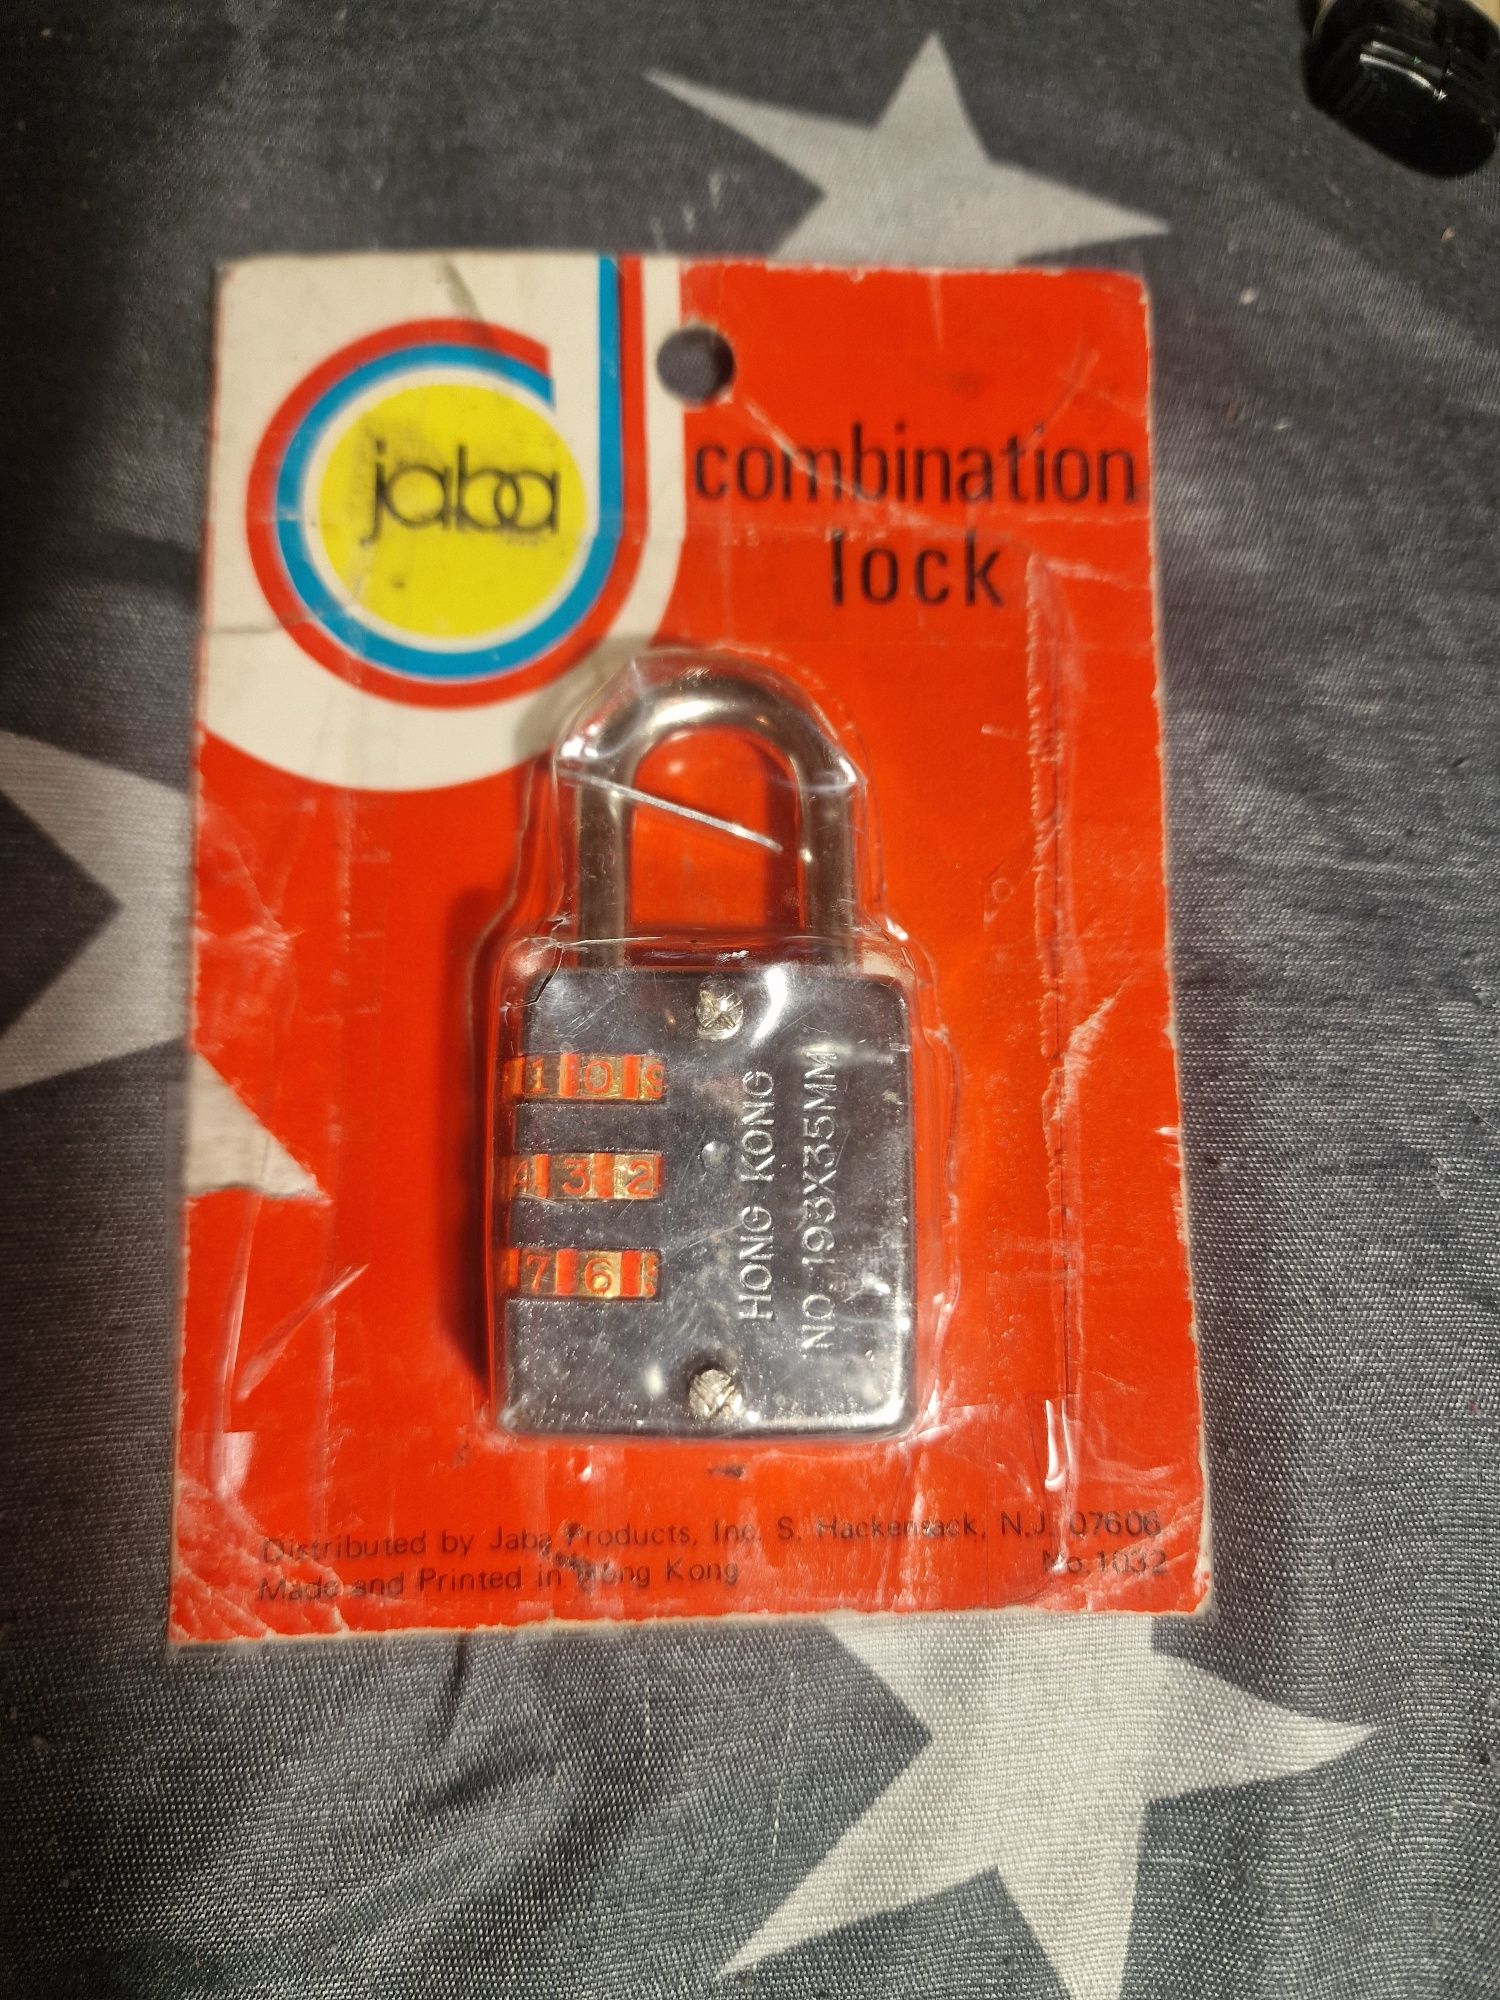 jaba
combination
lock
1 0 9
4 3 2
7 6
HONG KONG
NO 193X35MM
Distributed by Jaba Products, Inc. S. Hackensack, N.J. 07606
Made and Printed in Hong Kong
No.1032